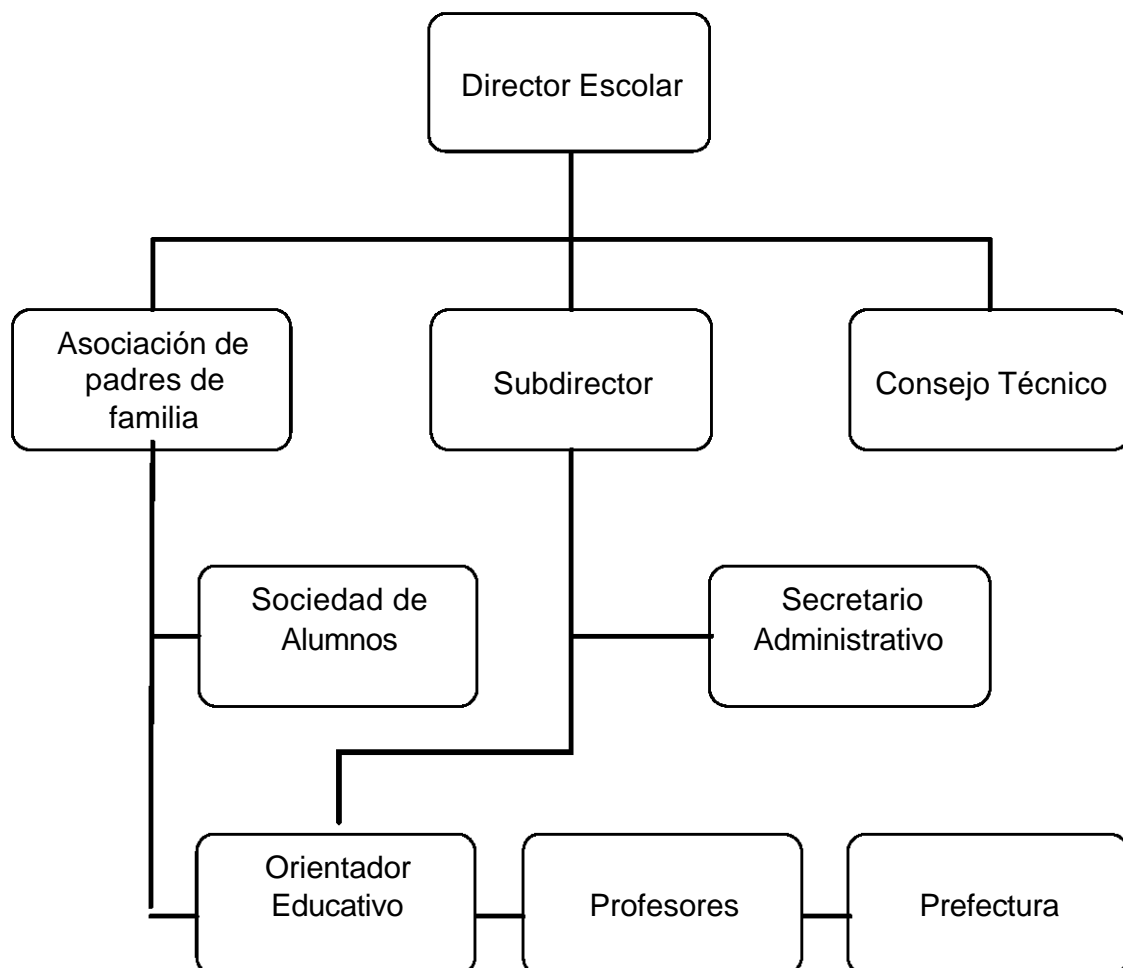 Director Escolar
Asociación de
padres de
familia
Subdirector
Consejo Técnico
Sociedad de
Alumnos
Secretario
Administrativo
Orientador
Educativo
Profesores
Prefectura